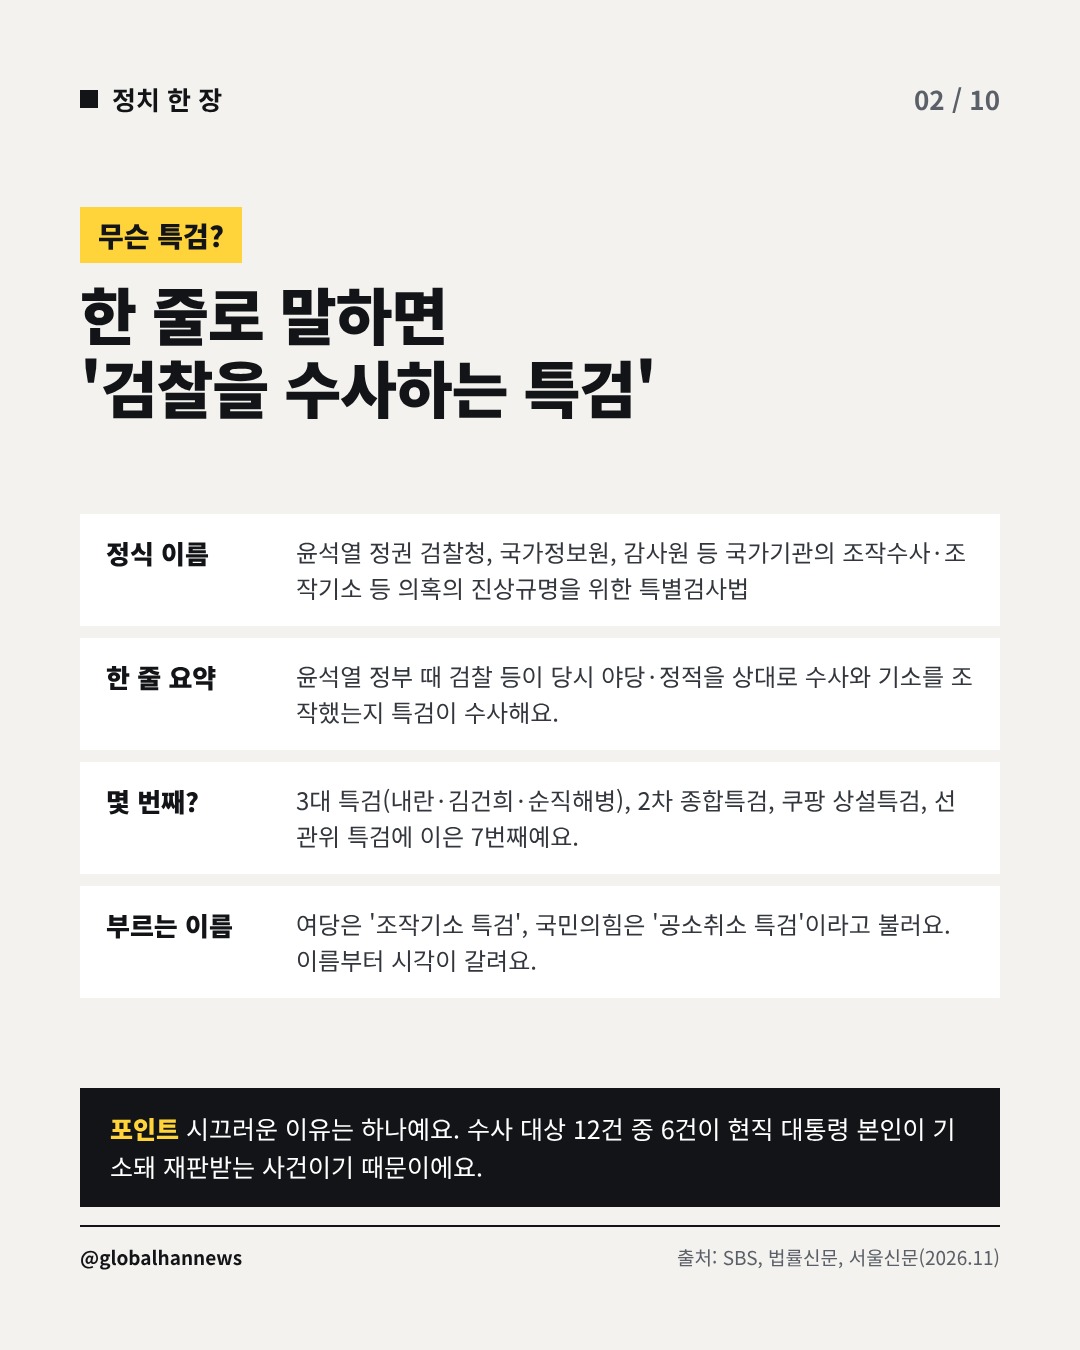 정치 한 장
02 / 10
무슨 특검?
한 줄로 말하면
'검찰을 수사하는 특검'
정식 이름
윤석열 정권 검찰청, 국가정보원, 감사원 등 국가기관의 조작수사·조
작기소 등 의혹의 진상규명을 위한 특별검사법
한 줄 요약
윤석열 정부 때 검찰 등이 당시 야당·정적을 상대로 수사와 기소를 조
작했는지 특검이 수사해요.
몇 번째?
3대 특검(내란·김건희·순직해병), 2차 종합특검, 쿠팡 상설특검, 선
관위 특검에 이은 7번째예요.
부르는 이름
여당은 '조작기소 특검', 국민의힘은 '공소취소 특검'이라고 불러요.
이름부터 시각이 갈려요.
포인트 시끄러운 이유는 하나예요. 수사 대상 12건 중 6건이 현직 대통령 본인이 기
소돼 재판받는 사건이기 때문이에요.
@globalhannews
출처: SBS, 법률신문, 서울신문(2026.11)